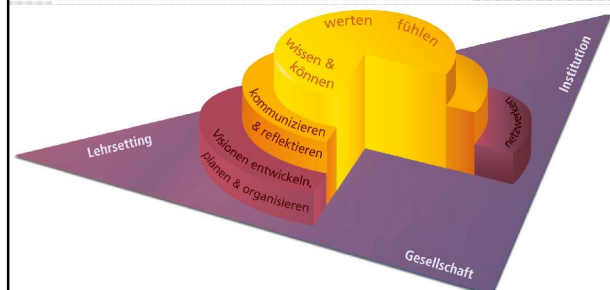 werten
fühlen
wissen &
können
kommunizieren
& reflektieren
Visionen entwickeln,
planen & organisieren
netzwerken
Lehrsetting
Institution
Gesellschaft